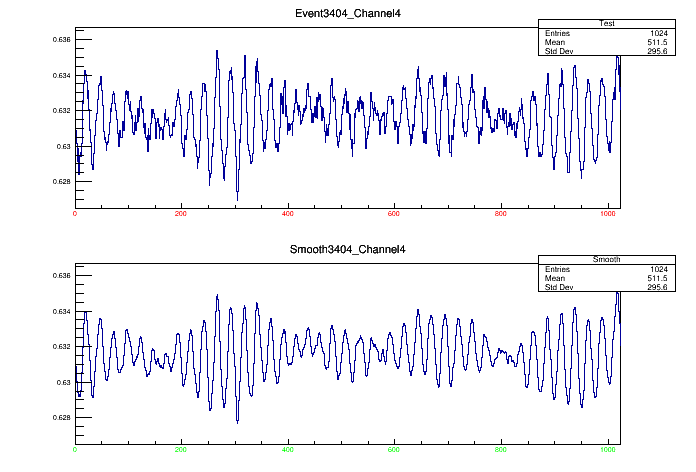 Event3404_Channel4
Test
Entries 1024
Mean 511.5
Std Dev 295.6
0.636
0.634
0.632
0.63
0.628
0 200 400 600 800 1000
Smooth3404_Channel4
Smooth
Entries 1024
Mean 511.5
Std Dev 295.6
0.636
0.634
0.632
0.63
0.628
0 200 400 600 800 1000